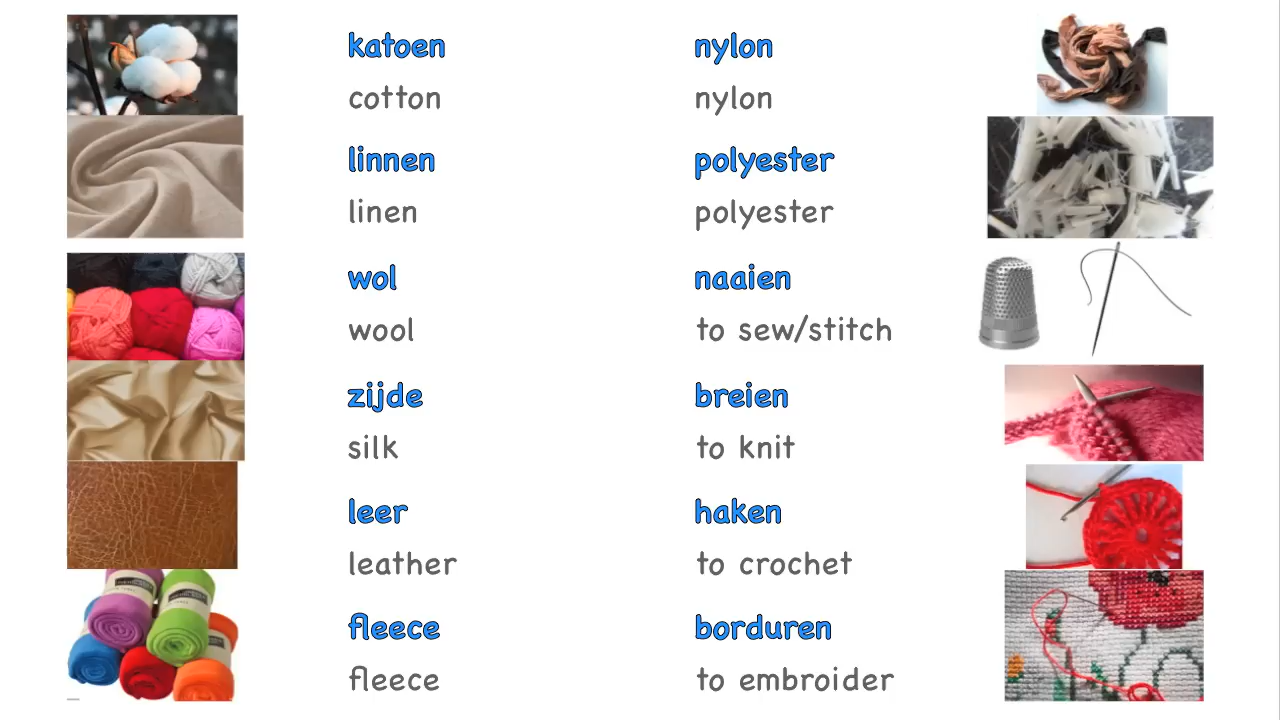 katoen
cotton
linnen
linen
wol
wool
zijde
silk
leer
leather
fleece
fleece
nylon
nylon
polyester
polyester
naaien
to sew/stitch
breien
to knit
haken
to crochet
borduren
to embroider